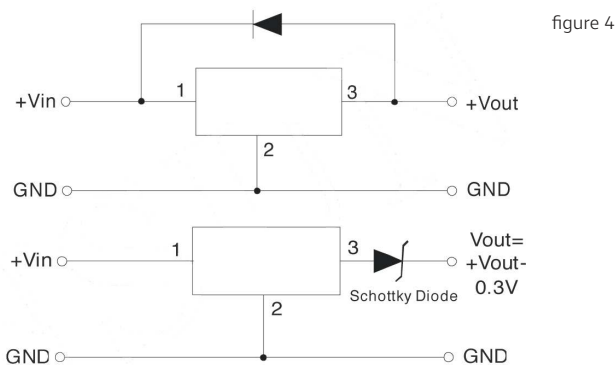 figure 4
1
3
+Vin
+Vout
2
GND
GND
1
3
Vout=
+Vin
+Vout-
0.3V
Schottky Diode
2
GND
GND